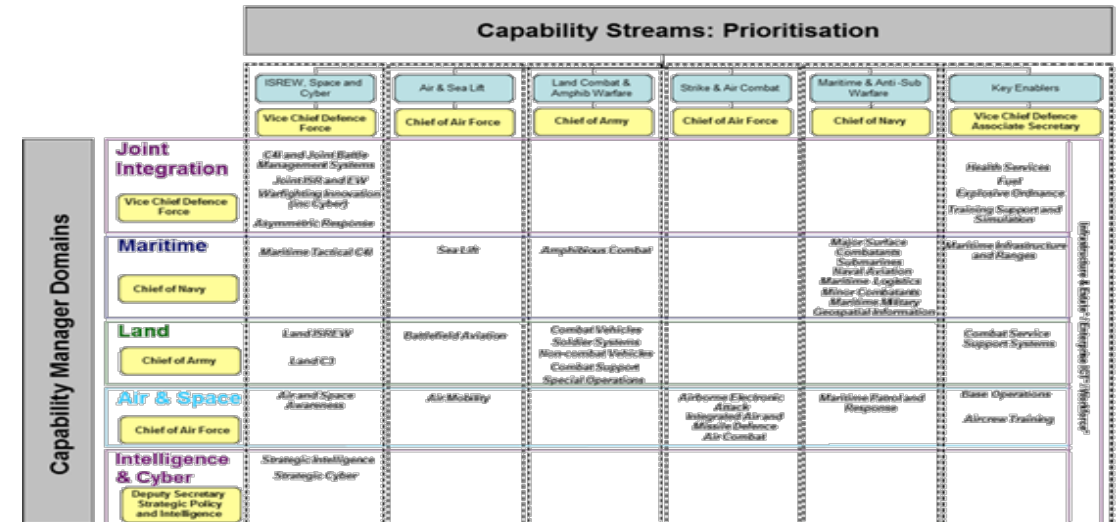 Capability Streams: Prioritisation
ISREW, Space and
Cyber
Air & Sea Lift
Land Combat &
Amphib Warfare
Strike & Air Combat
Maritime & Anti-Sub
Warfare
Key Enablers
Vice Chief Defence
Force
Chief of Air Force
Chief of Army
Chief of Air Force
Chief of Navy
Vice Chief Defence
Associate Secretary
Capability Manager Domains
Joint
Integration
Vice Chief Defence
Force
C4I and Joint Battle
Management Systems
Joint ISR and EW
Warfighting Innovation
(inc Cyber)
Asymmetric Response
Health Services
Fuel
Explosive Ordnance
Training Support and
Simulation
Maritime
Chief of Navy
Maritime Tactical C4I
Sea Lift
Amphibious Combat
Major Surface
Combatants
Submarines
Naval Aviation
Maritime Logistics
Minor Combatants
Maritime Military
Geospatial Information
Maritime Infrastructure
and Ranges
Land
Chief of Army
Land ISREW
Land C3
Battlefield Aviation
Combat Vehicles
Soldier Systems
Non-combat Vehicles
Combat Support
Special Operations
Combat Service
Support Systems
Air & Space
Chief of Air Force
Air and Space
Awareness
Air Mobility
Airborne Electronic
Attack
Integrated Air and
Missile Defence
Air Combat
Maritime Patrol and
Response
Base Operations
Aircrew Training
Intelligence
& Cyber
Deputy Secretary
Strategic Policy
and Intelligence
Strategic Intelligence
Strategic Cyber
Infrastructure & Estate* / Enterprise ICT* / Workforce*